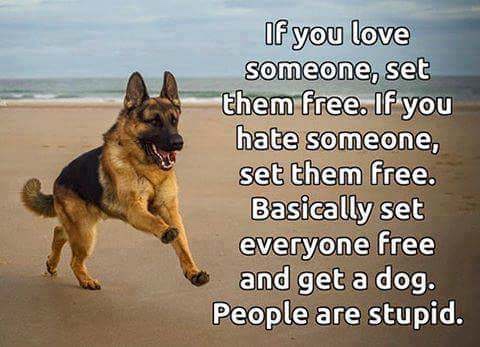 If you love
someone, set
them free. If you
hate someone,
set them free.
Basically set
everyone free
and get a dog.
People are stupid.